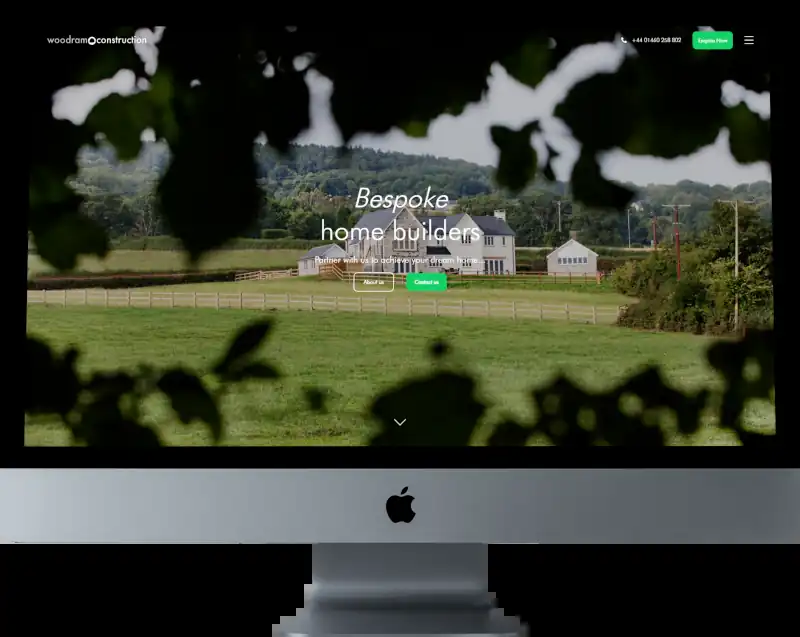 woodram construction
+44 01460 258 802
Enquire Now
Bespoke
home builders
Partner with us to achieve your dream home...
About us
Contact us